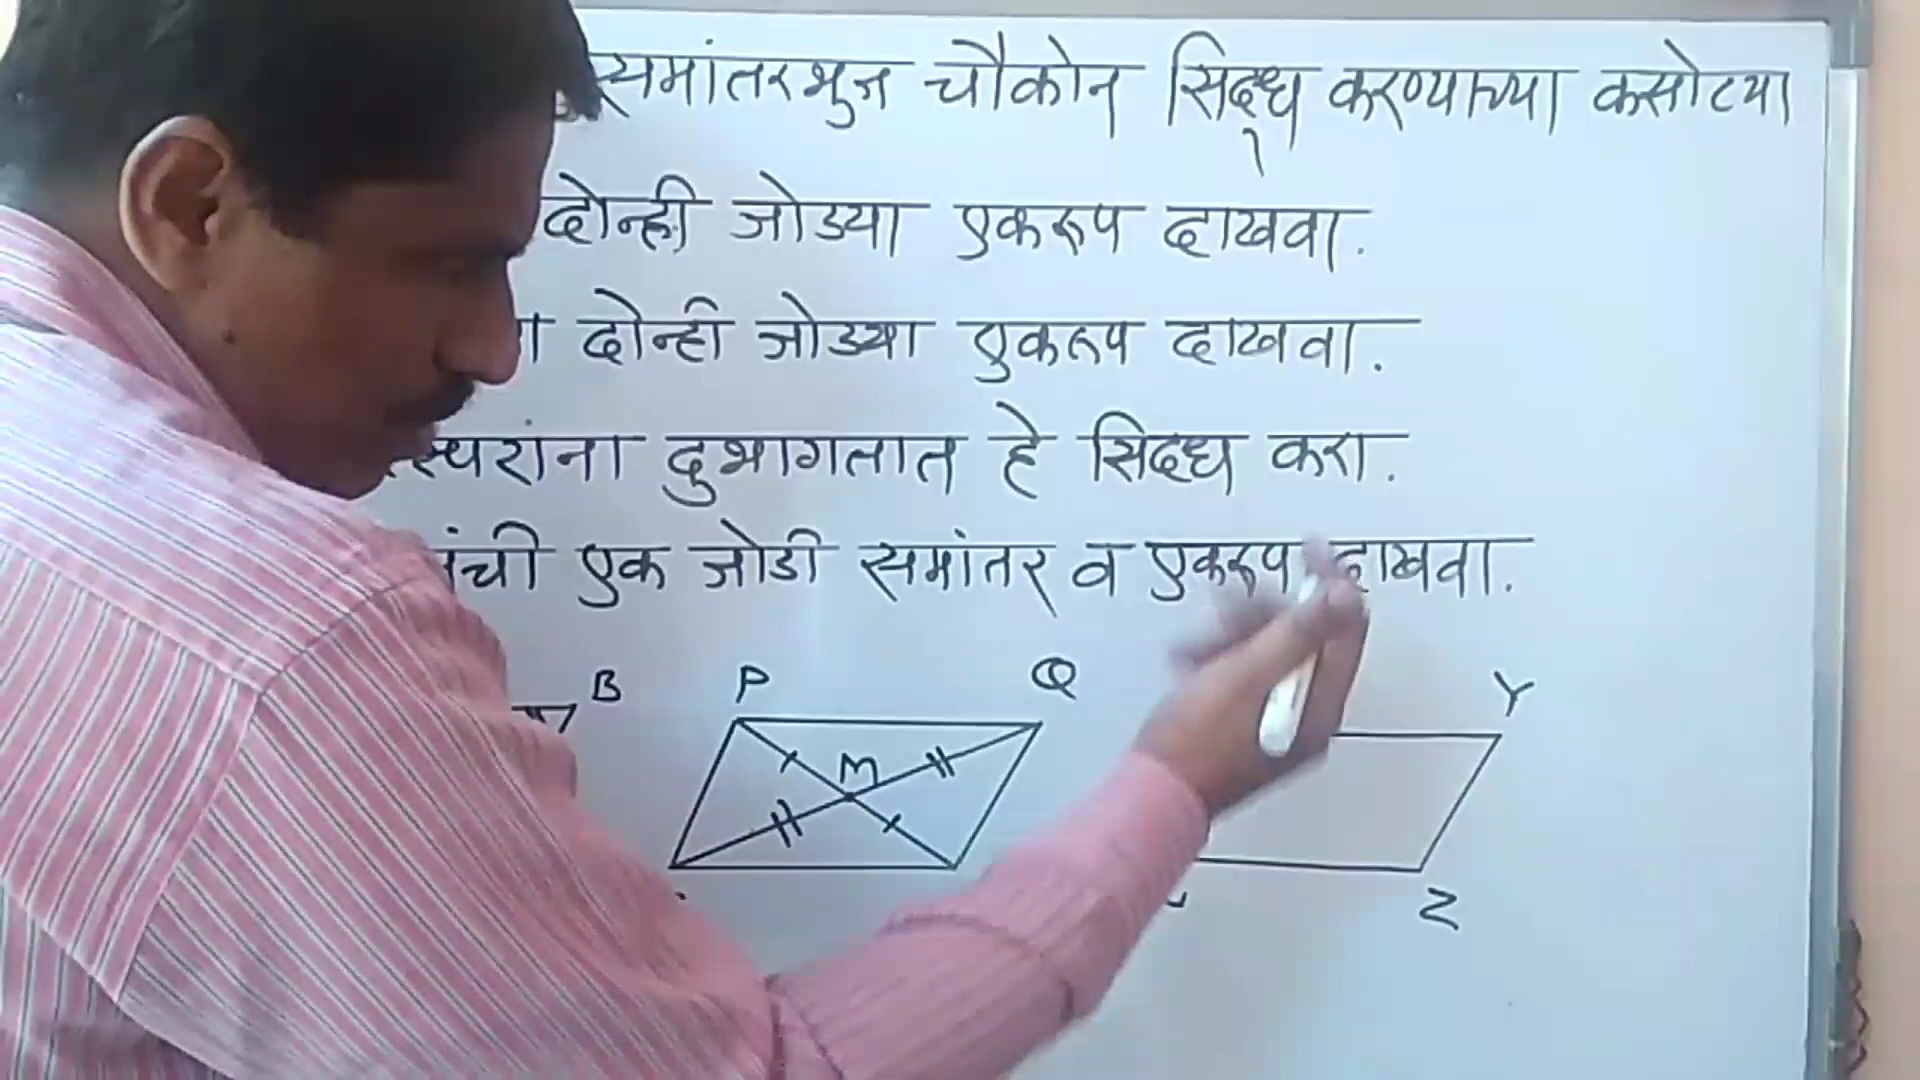 समांतरभुज चौकोन सिद्ध करण्याच्या कसोट्या
दोन्ही जोड्या एकरूप दाखवा.
दोन्ही जोड्या एकरूप दाखवा.
दुभागतात हे सिद्ध करा.
एक जोडी समांतर व एकरूप दाखवा.
B P Q Y
M
Z